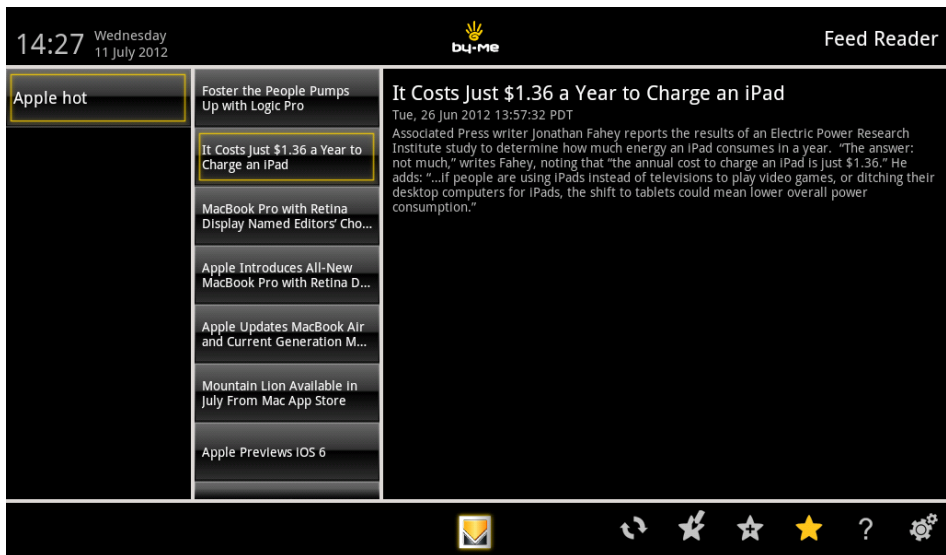 14:27
Wednesday
11 July 2012
by-me
Feed Reader
Apple hot
Foster the People Pumps
Up with Logic Pro
It Costs Just $1.36 a Year to
Charge an iPad
MacBook Pro with Retina
Display Named Editors’ Cho...
Apple Introduces All-New
MacBook Pro with Retina D...
Apple Updates MacBook Air
and Current Generation M...
Mountain Lion Available in
July From Mac App Store
Apple Previews iOS 6
It Costs Just $1.36 a Year to Charge an iPad
Tue, 26 Jun 2012 13:57:32 PDT
Associated Press writer Jonathan Fahey reports the results of an Electric Power Research
Institute study to determine how much energy an iPad consumes in a year.  “The answer:
not much,” writes Fahey, noting that “the annual cost to charge an iPad is just $1.36.” He
adds: “...if people are using iPads instead of televisions to play video games, or ditching their
desktop computers for iPads, the shift to tablets could mean lower overall power
consumption.”
?